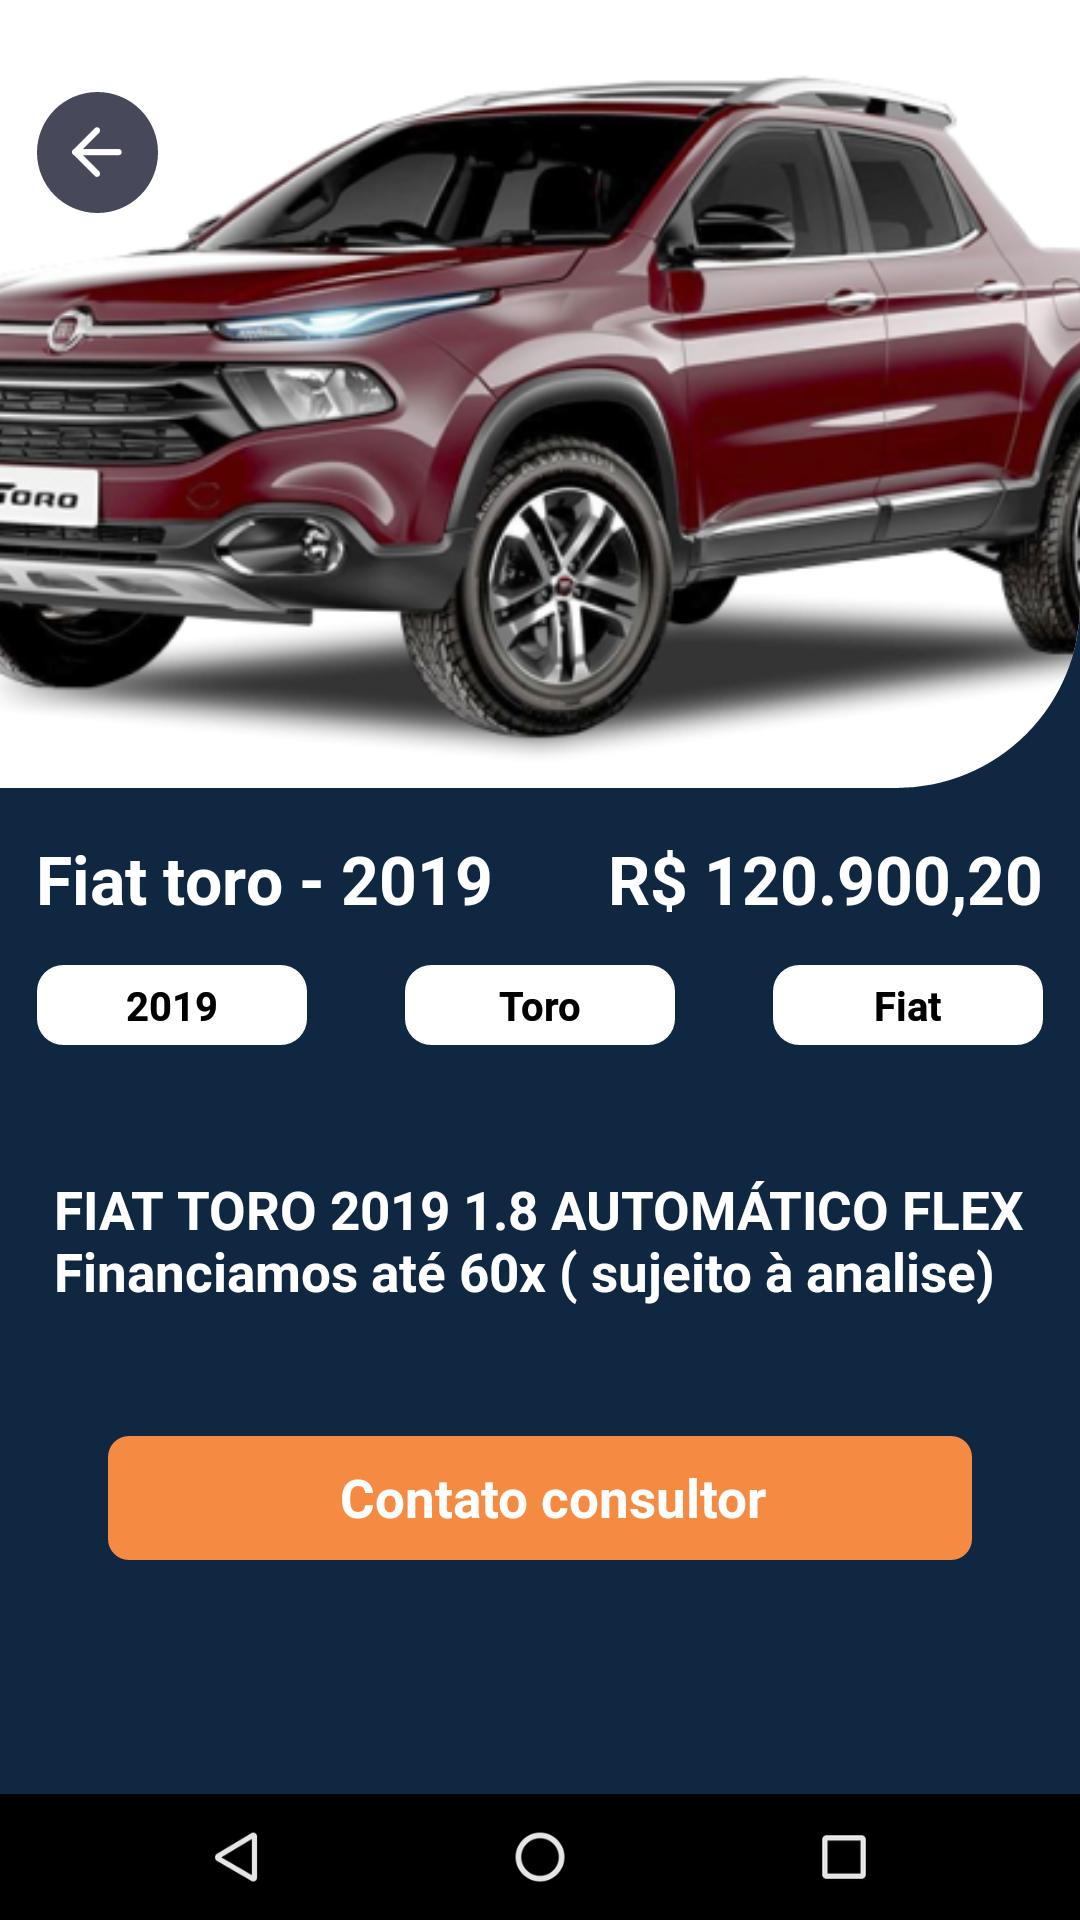 TORO
Fiat toro - 2019
R$ 120.900,20
2019
Toro
Fiat
FIAT TORO 2019 1.8 AUTOMÁTICO FLEX
Financiamos até 60x ( sujeito à analise)
Contato consultor